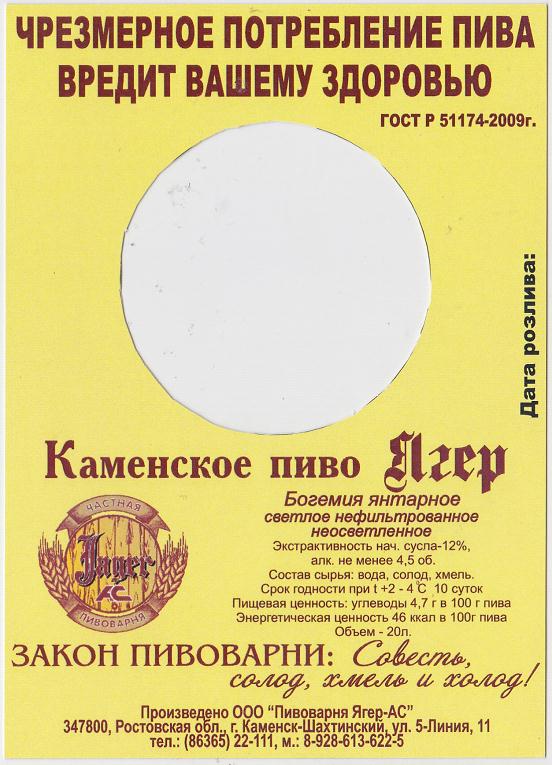 ЧРЕЗМЕРНОЕ ПОТРЕБЛЕНИЕ ПИВА
ВРЕДИТ ВАШЕМУ ЗДОРОВЬЮ
ГОСТ Р 51174-2009г.
Дата розлива:
Каменское пиво Ягер
ЧАСТНАЯ
Jager
АС
ПИВОВАРНЯ
Богемия янтарное
светлое нефильтрованное
неосветленное
Экстрактивность нач. сусла-12%,
алк. не менее 4,5 об.
Состав сырья: вода, солод, хмель.
Срок годности при t +2 - 4˚С 10 суток
Пищевая ценность: углеводы 4,7 г в 100 г пива
Энергетическая ценность 46 ккал в 100г пива
Объем - 20л.
ЗАКОН ПИВОВАРНИ: Совесть,
солод, хмель и холод!
Произведено ООО "Пивоварня Ягер-АС"
347800, Ростовская обл., г. Каменск-Шахтинский, ул. 5-Линия, 11
тел.: (86365) 22-111, м.: 8-928-613-622-5